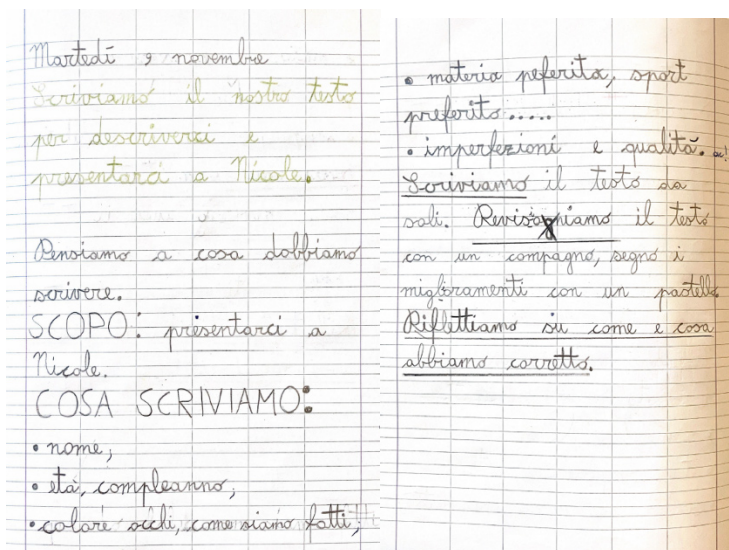 Martedì 9 novembre
Scriviamo il nostro testo
per descriverci e
presentarci a Nicole.
Pensiamo a cosa dobbiamo
scrivere.
SCOPO: presentarci a
Nicole.
COSA SCRIVIAMO:
• nome;
• età, compleanno;
• colore occhi, come siamo fatti;
• materia peferita, sport
preferito.....
• imperfezioni e qualità.
Scriviamo il testo da
soli. Revisioniamo il testo
con un compagno, segno i
miglioramenti con un pastello.
Riflettiamo su come e cosa
abbiamo corretto.